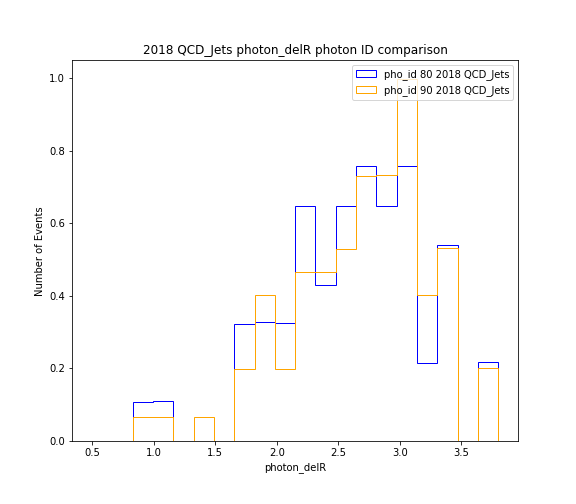 2018 QCD_Jets photon_delR photon ID comparison
pho_id 80 2018 QCD_Jets
pho_id 90 2018 QCD_Jets
Number of Events
1.0
0.8
0.6
0.4
0.2
0.0
0.5 1.0 1.5 2.0 2.5 3.0 3.5
photon_delR